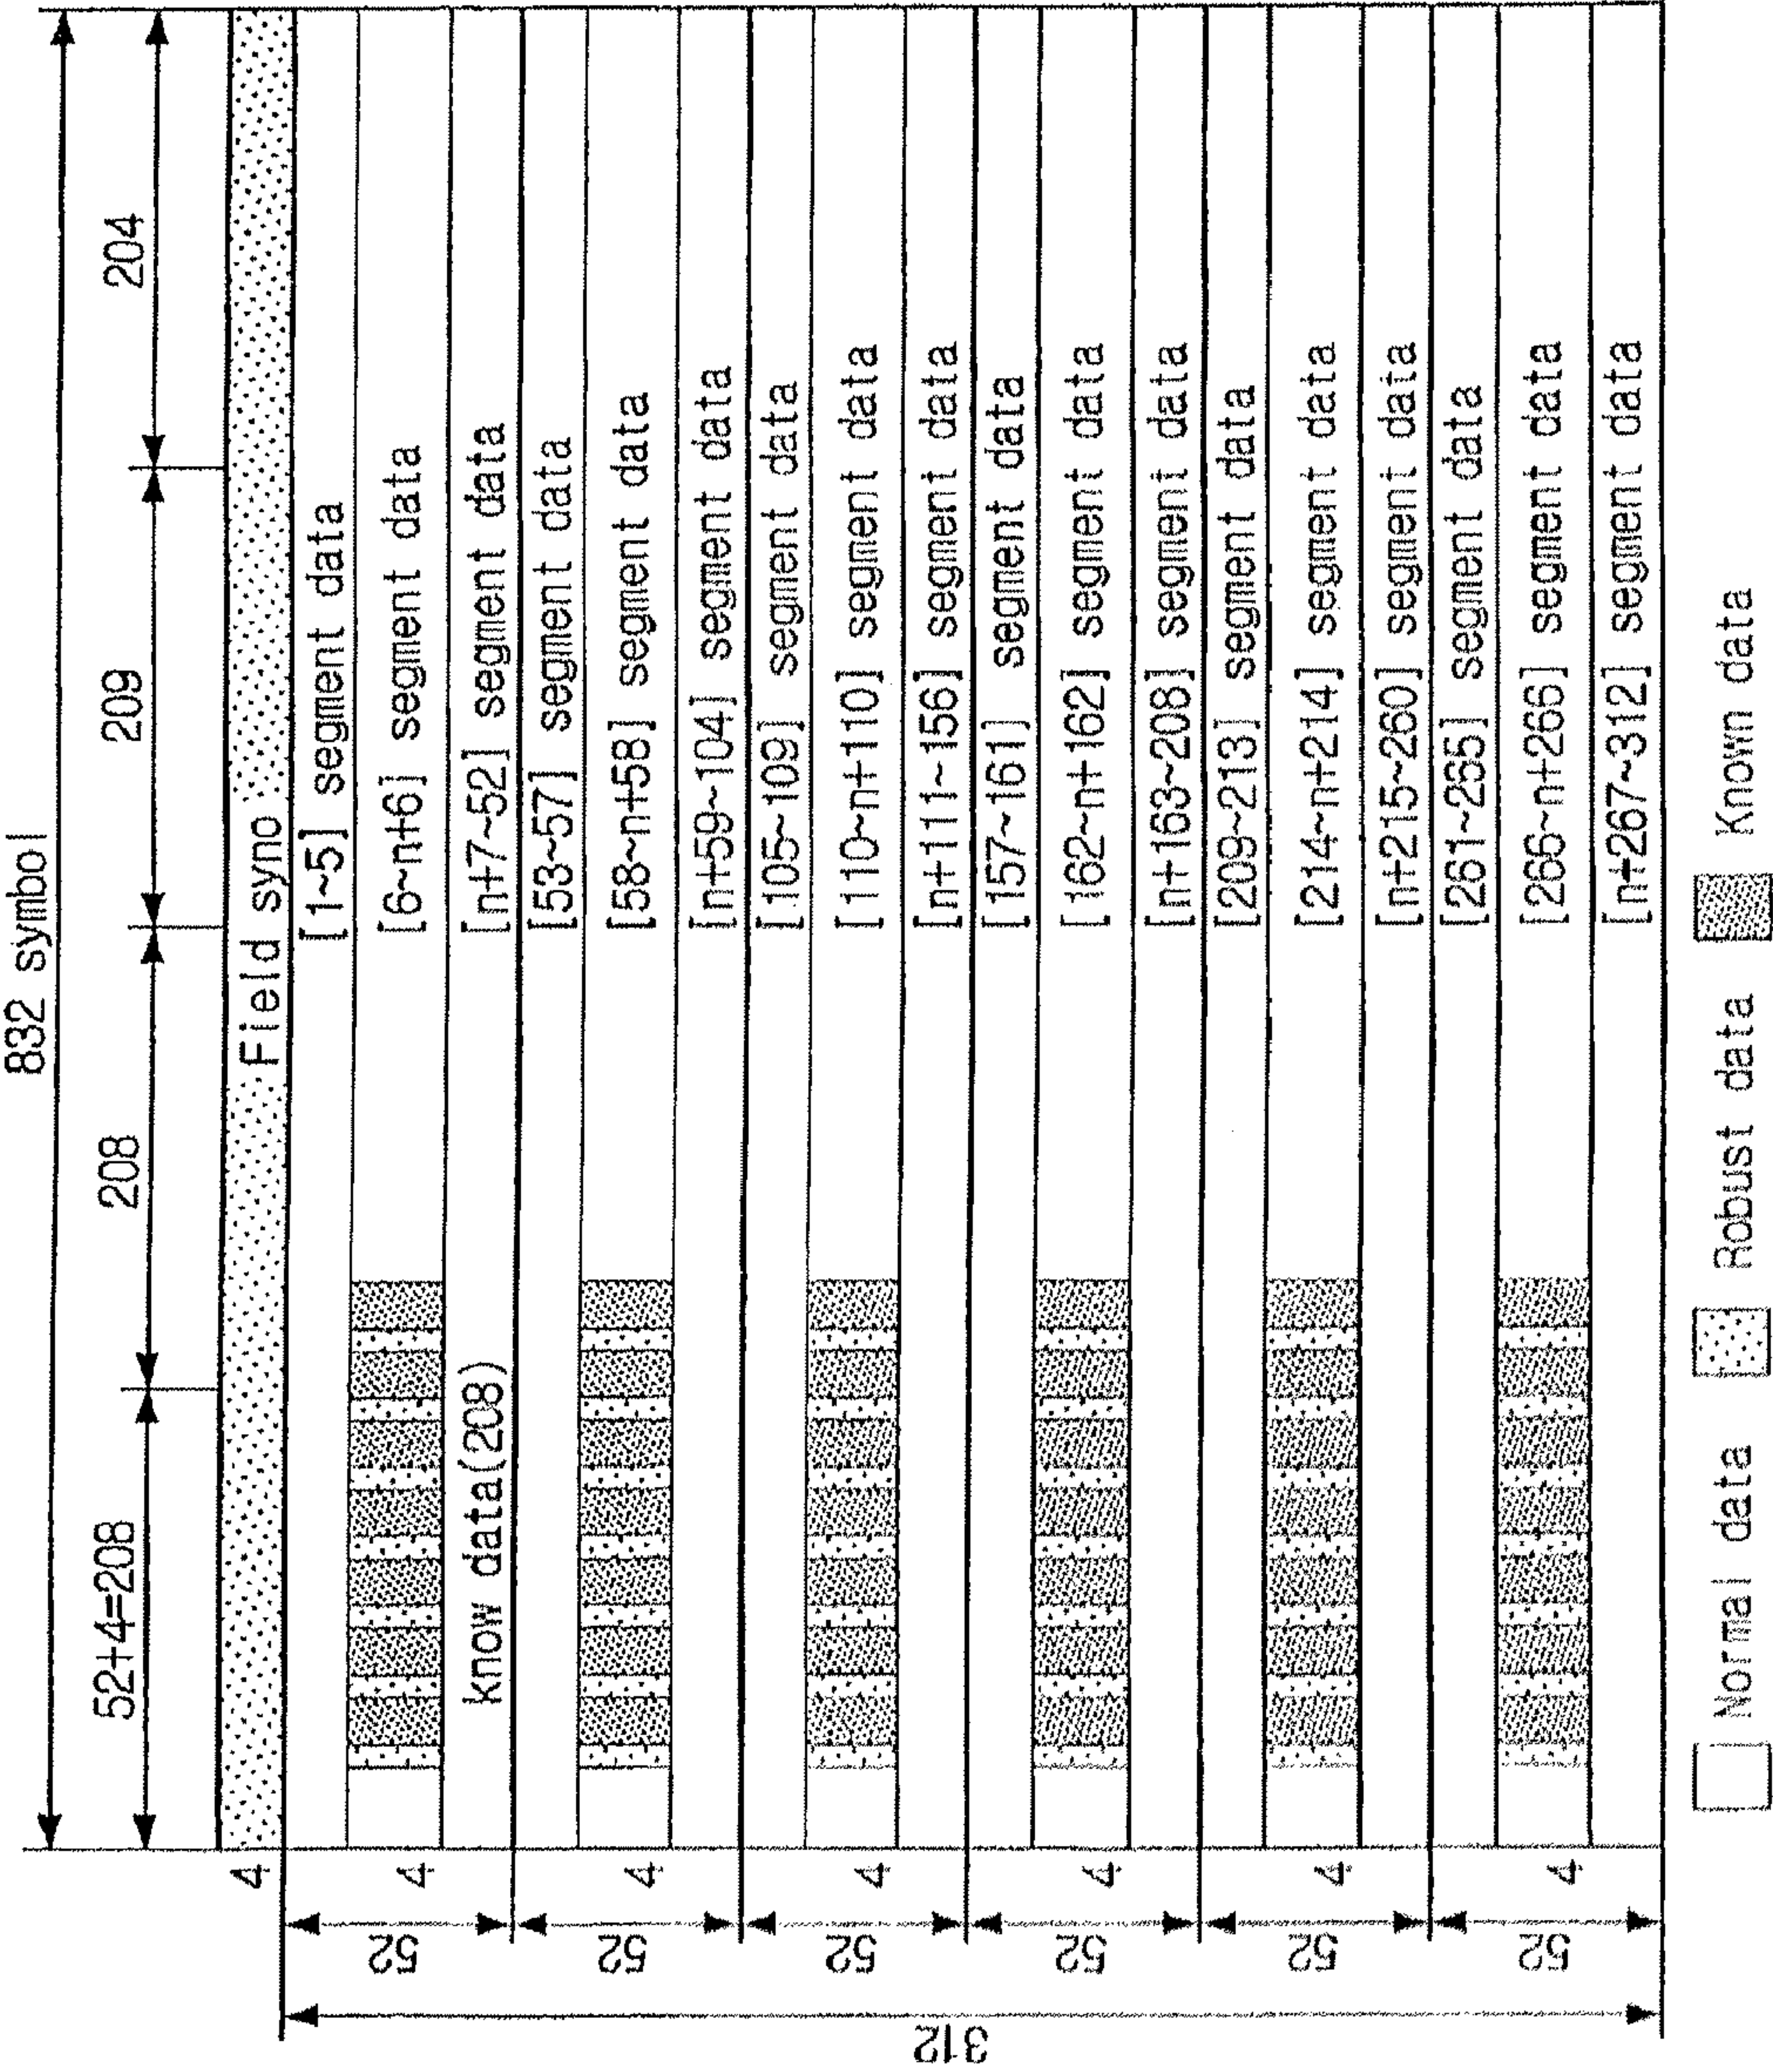 832 symbol
52+4=208
208
209
204
4
Field syno
[1~5] segment data
4
[6~n+6] segment data
know data(208)
[n+7~52] segment data
52
[53~57] segment data
4
[58~n+58] segment data
[n+59~104] segment data
52
[105~109] segment data
4
[110~n+110] segment data
[n+111~156] segment data
52
[157~161] segment data
4
[162~n+162] segment data
[n+163~208] segment data
52
[209~213] segment data
4
[214~n+214] segment data
[n+215~260] segment data
52
[261~265] segment data
4
[266~n+266] segment data
[n+267~312] segment data
52
312
Normal data
Robust data
Known data